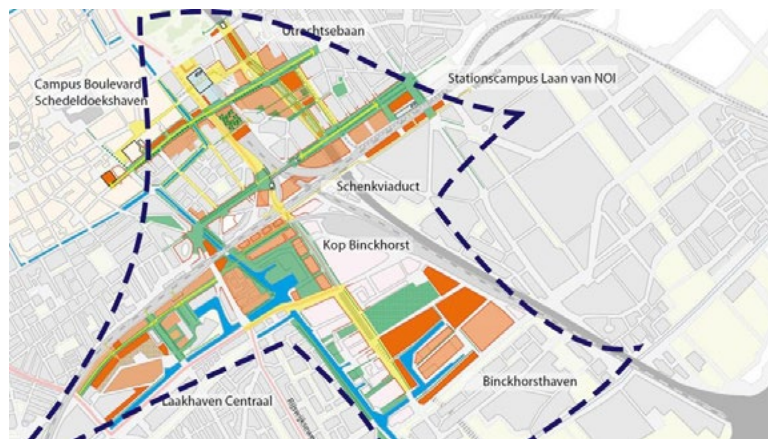 Utrechtsebaan
Campus Boulevard
Schedeldoekshaven
Stationscampus Laan van NOI
Schenkviaduct
Kop Binckhorst
Binckhorsthaven
Laakhaven Centraal